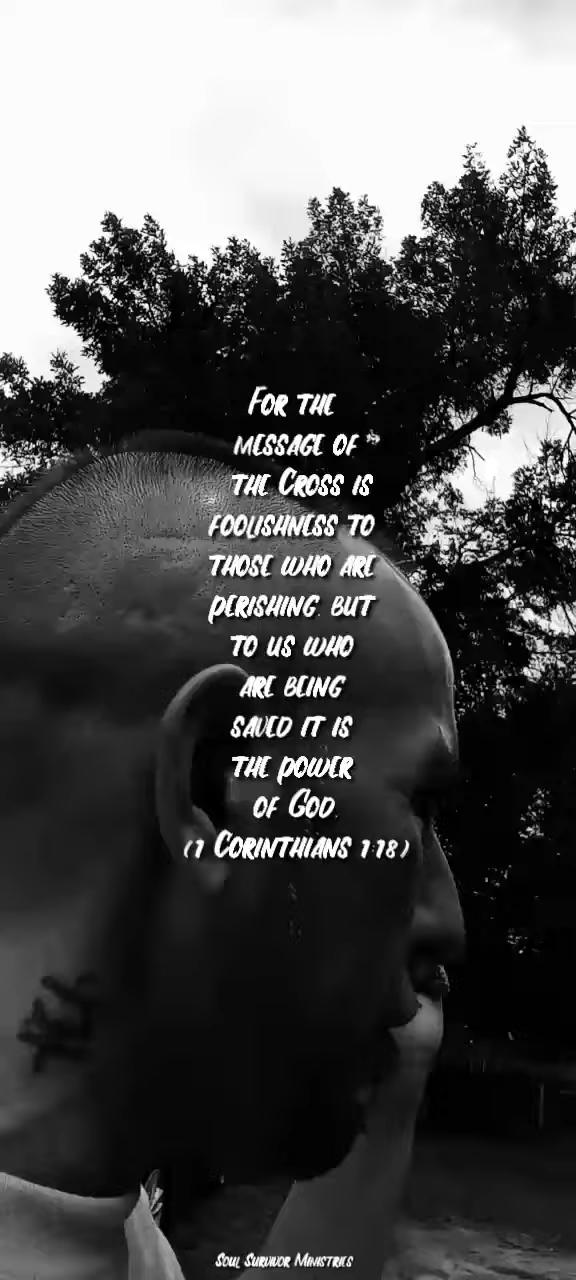 For the
message of
the Cross is
foolishness to
those who are
perishing. but
to us who
are being
saved it is
the power
of God.
(1 Corinthians 1:18)
Soul Survivor Ministries